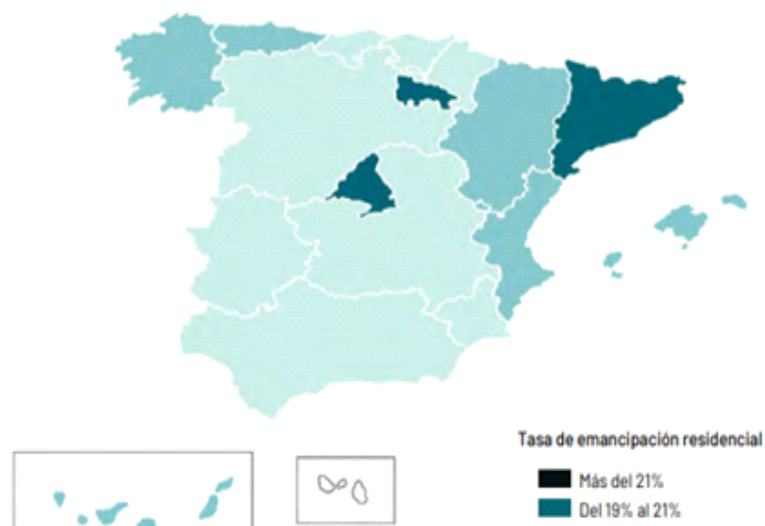 Tasa de emancipación residencial
Más del 21%
Del 19% al 21%